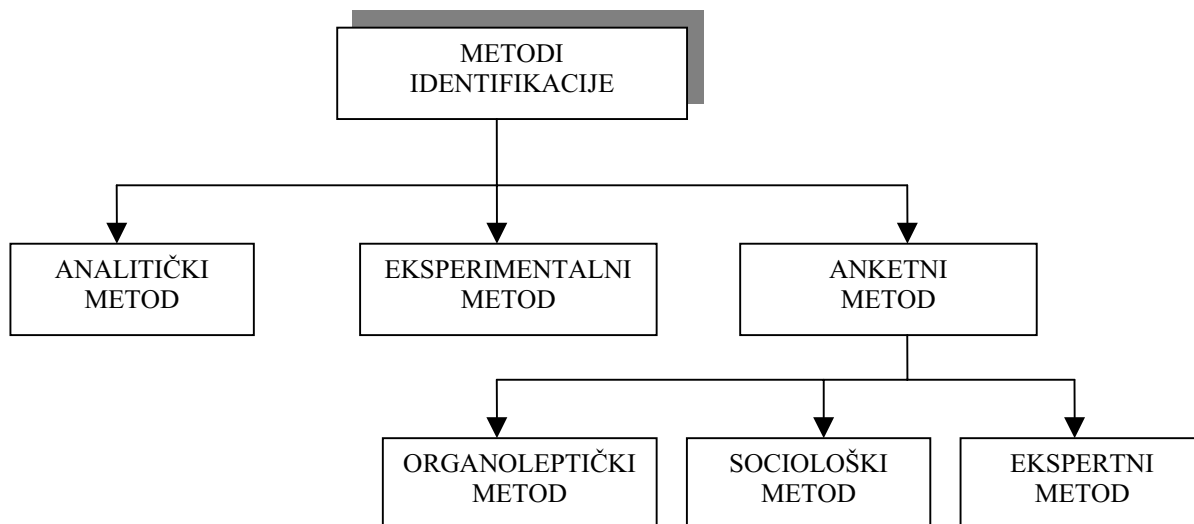 METODI
IDENTIFIKACIJE
ANALITIČKI
METOD
EKSPERIMENTALNI
METOD
ANKETNI
METOD
ORGANOLEPTIČKI
METOD
SOCIOLOŠKI
METOD
EKSPERTNI
METOD